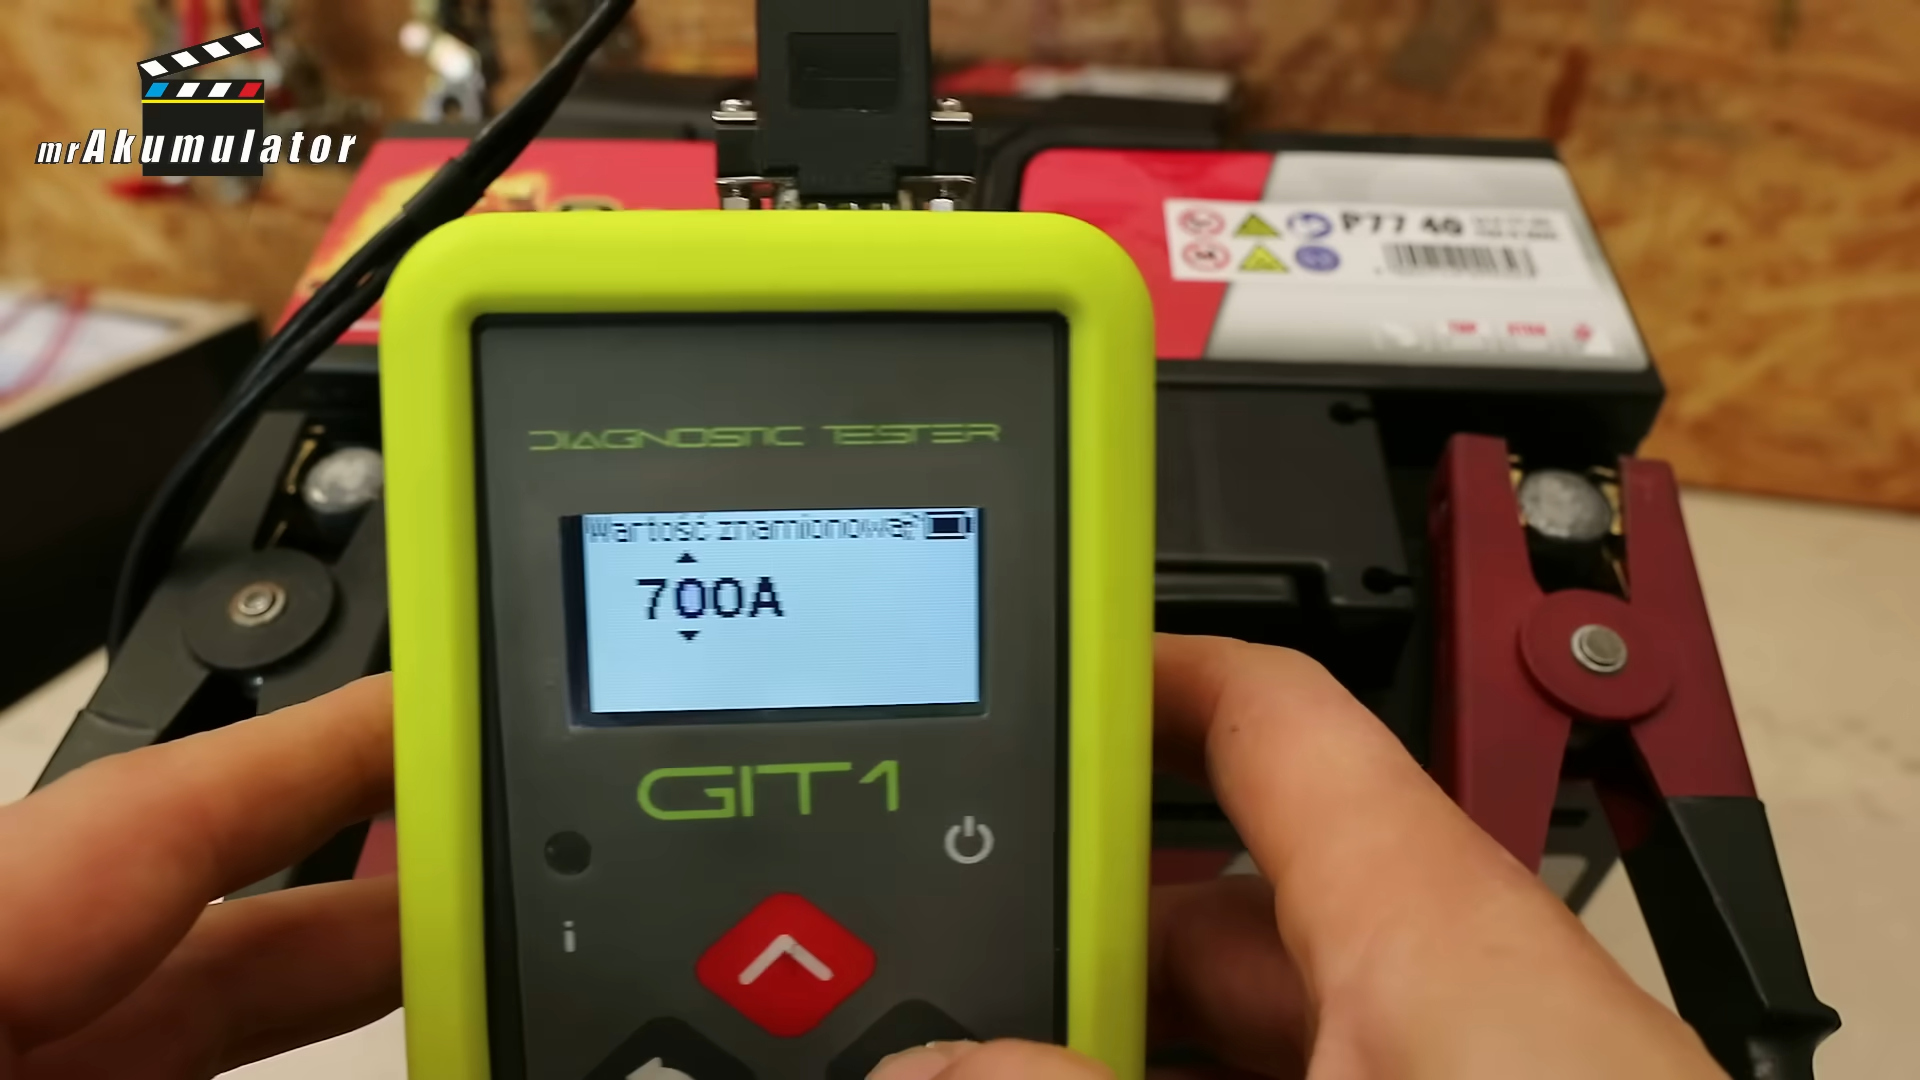 mrAkumulator
P77 40
DIAGNOSTIC TESTER
Wartość znamionowa
700A
GIT1
i